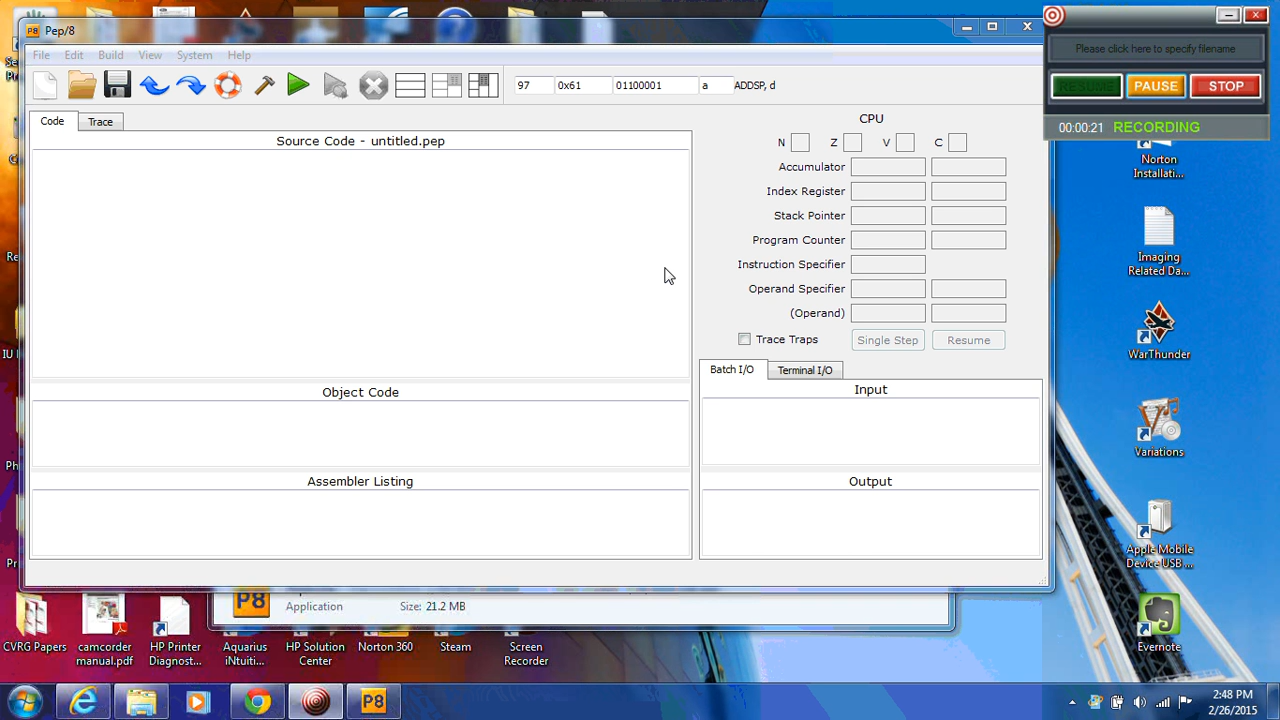 Pep/8
File Edit Build View System Help
97 0x61 01100001 a ADDSP, d
Code Trace
Source Code - untitled.pep
Object Code
Assembler Listing
CPU
N Z V C
Accumulator
Index Register
Stack Pointer
Program Counter
Instruction Specifier
Operand Specifier
(Operand)
Trace Traps Single Step Resume
Batch I/O Terminal I/O
Input
Output
Please click here to specify filename
RESUME PAUSE STOP
00:00:21 RECORDING
Norton
Installati...
Imaging
Related Da...
WarThunder
Variations
Apple Mobile
Device USB ...
Evernote
P8
Application Size: 21.2 MB
CVRG Papers
camcorder
manual.pdf
HP Printer
Diagnost...
Aquarius
iNtuiti...
HP Solution
Center
Norton 360
Steam
Screen
Recorder
P8
2:48 PM
2/26/2015